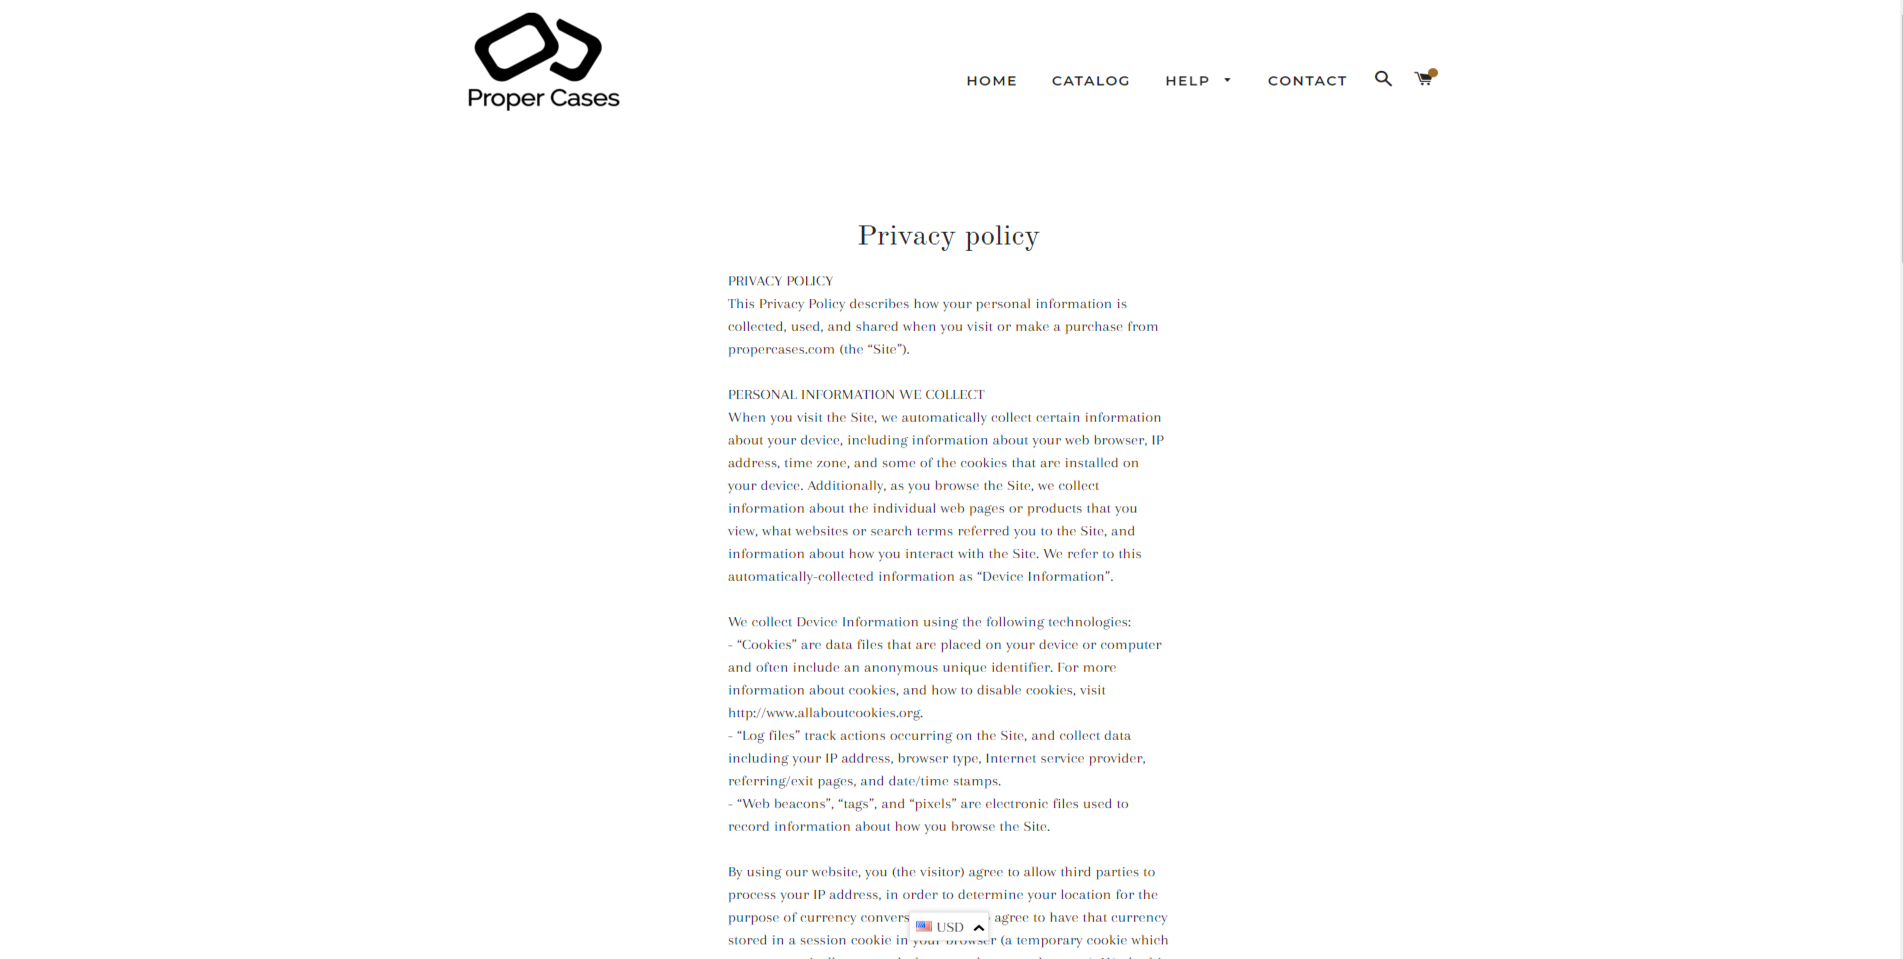 Proper Cases
HOME CATALOG HELP CONTACT
Privacy policy
PRIVACY POLICY
This Privacy Policy describes how your personal information is
collected, used, and shared when you visit or make a purchase from
propercases.com (the “Site”).
PERSONAL INFORMATION WE COLLECT
When you visit the Site, we automatically collect certain information
about your device, including information about your web browser, IP
address, time zone, and some of the cookies that are installed on
your device. Additionally, as you browse the Site, we collect
information about the individual web pages or products that you
view, what websites or search terms referred you to the Site, and
information about how you interact with the Site. We refer to this
automatically-collected information as “Device Information”.
We collect Device Information using the following technologies:
- “Cookies” are data files that are placed on your device or computer
and often include an anonymous unique identifier. For more
information about cookies, and how to disable cookies, visit
http://www.allaboutcookies.org.
- “Log files” track actions occurring on the Site, and collect data
including your IP address, browser type, Internet service provider,
referring/exit pages, and date/time stamps.
- “Web beacons”, “tags”, and “pixels” are electronic files used to
record information about how you browse the Site.
By using our website, you (the visitor) agree to allow third parties to
process your IP address, in order to determine your location for the
purpose of currency agree to have that currency
stored in a session cookie in your browser (a temporary cookie which
USD